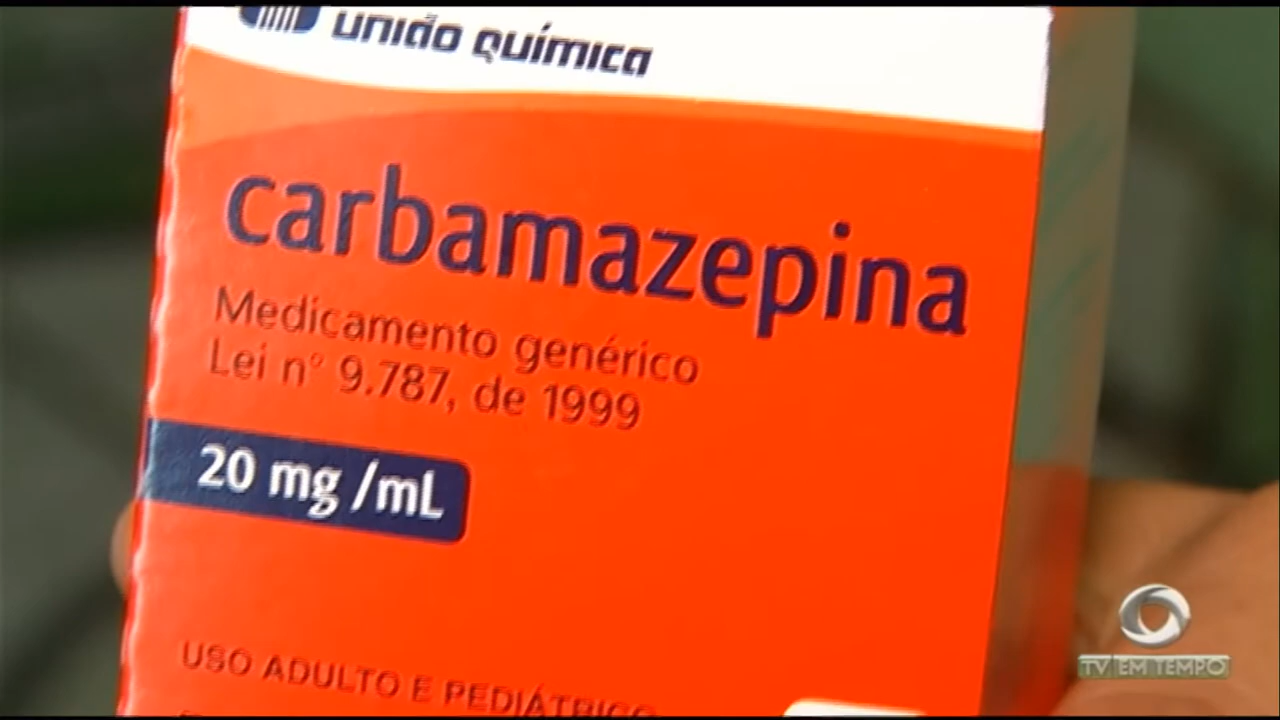 união química
carbamazepina
Medicamento genérico
Lei nº 9.787, de 1999
20 mg /mL
USO ADULTO E PEDIÁTRICO
TV EM TEMPO